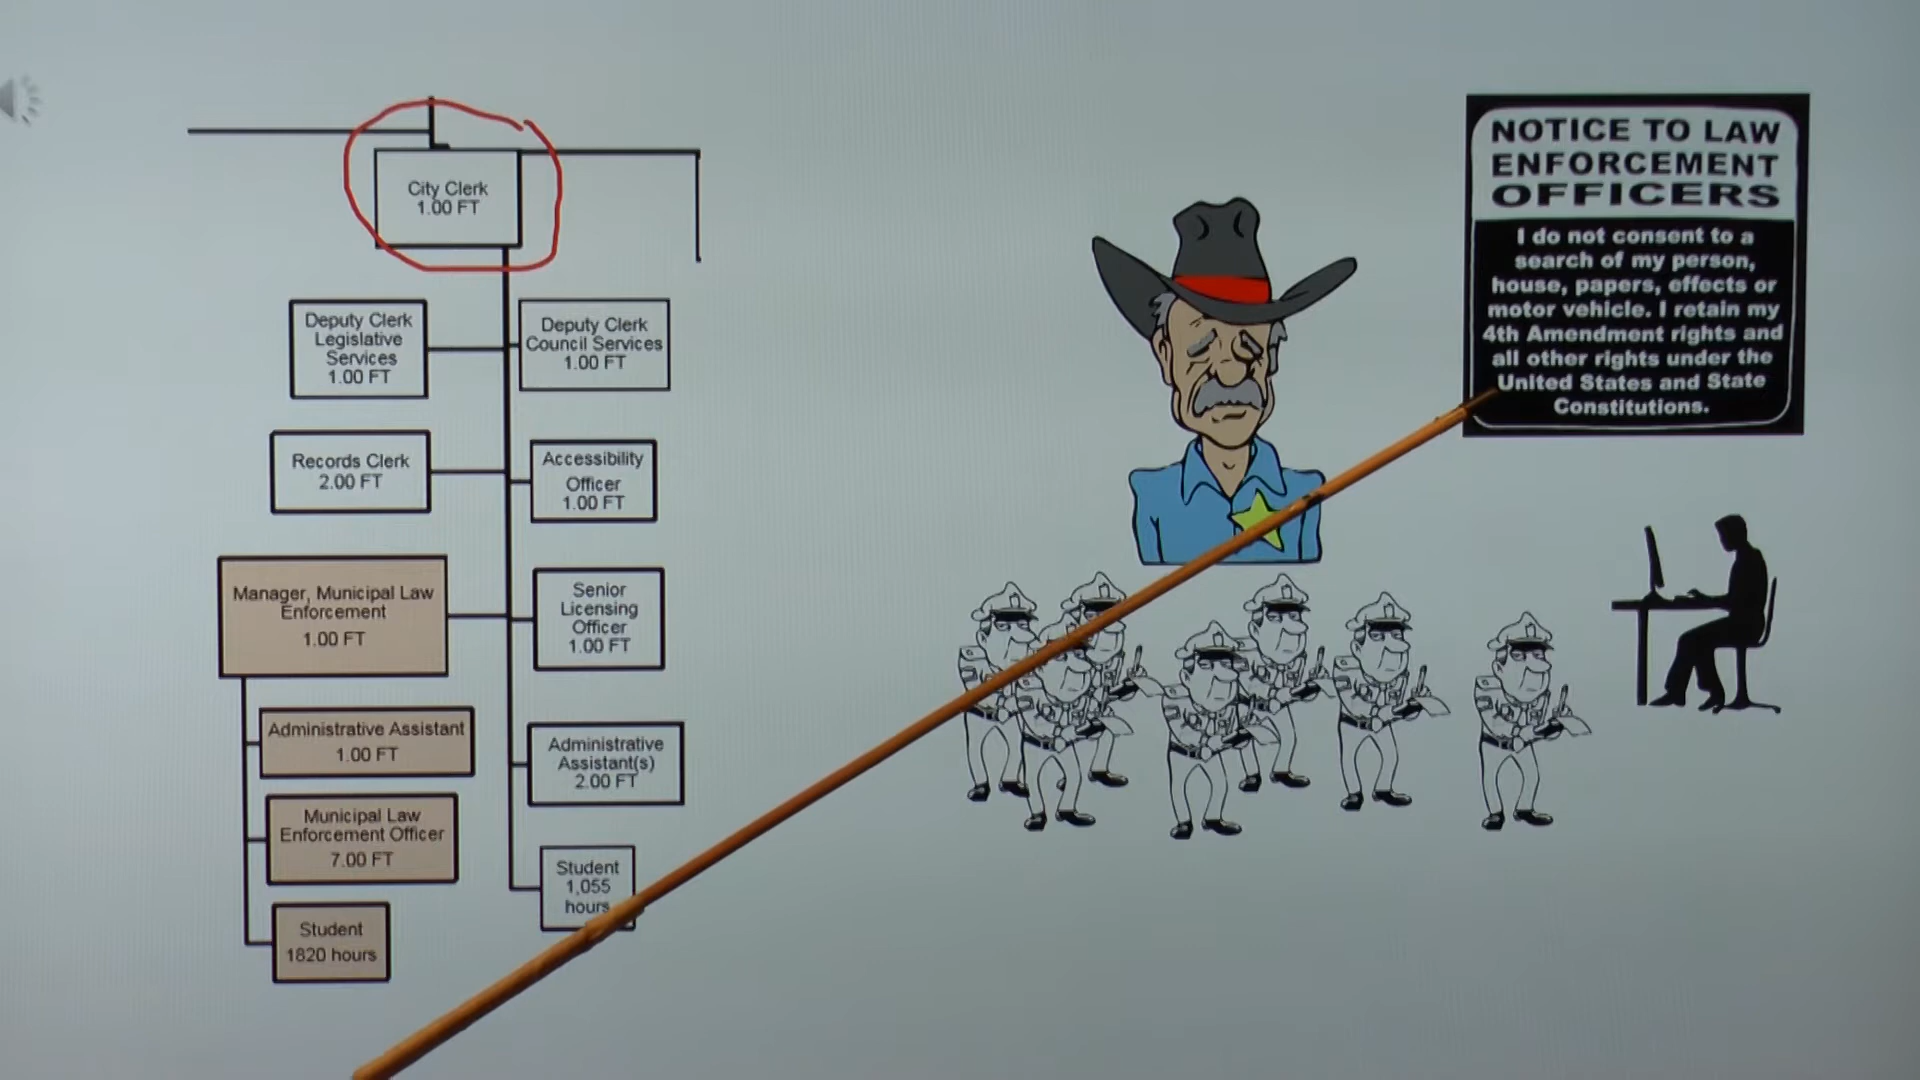 City Clerk
1.00 FT
Deputy Clerk
Legislative
Services
1.00 FT
Deputy Clerk
Council Services
1.00 FT
Records Clerk
2.00 FT
Accessibility
Officer
1.00 FT
Manager, Municipal Law
Enforcement
1.00 FT
Senior
Licensing
Officer
1.00 FT
Administrative Assistant
1.00 FT
Administrative
Assistant(s)
2.00 FT
Municipal Law
Enforcement Officer
7.00 FT
Student
1,055
hours
Student
1820 hours
NOTICE TO LAW
ENFORCEMENT
OFFICERS
I do not consent to a
search of my person,
house, papers, effects or
motor vehicle. I retain my
4th Amendment rights and
all other rights under the
United States and State
Constitutions.